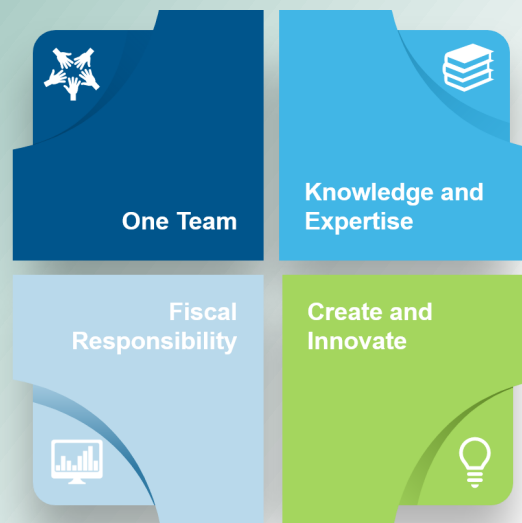 One Team
Knowledge and
Expertise
Fiscal
Responsibility
Create and
Innovate